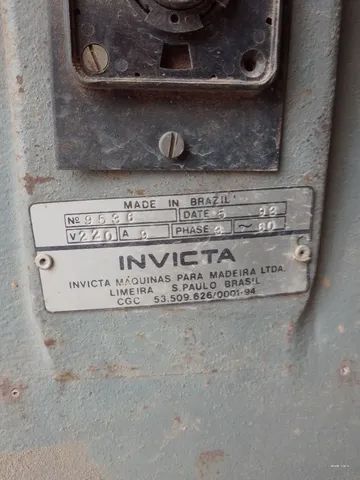 MADE IN BRAZIL
Nº 9536 DATE 5 92
V 220 A 9 PHASE 3 ~ 60
INVICTA
INVICTA MÁQUINAS PARA MADEIRA LTDA.
LIMEIRA S.PAULO BRASIL
CGC 53.509.626/0001-94